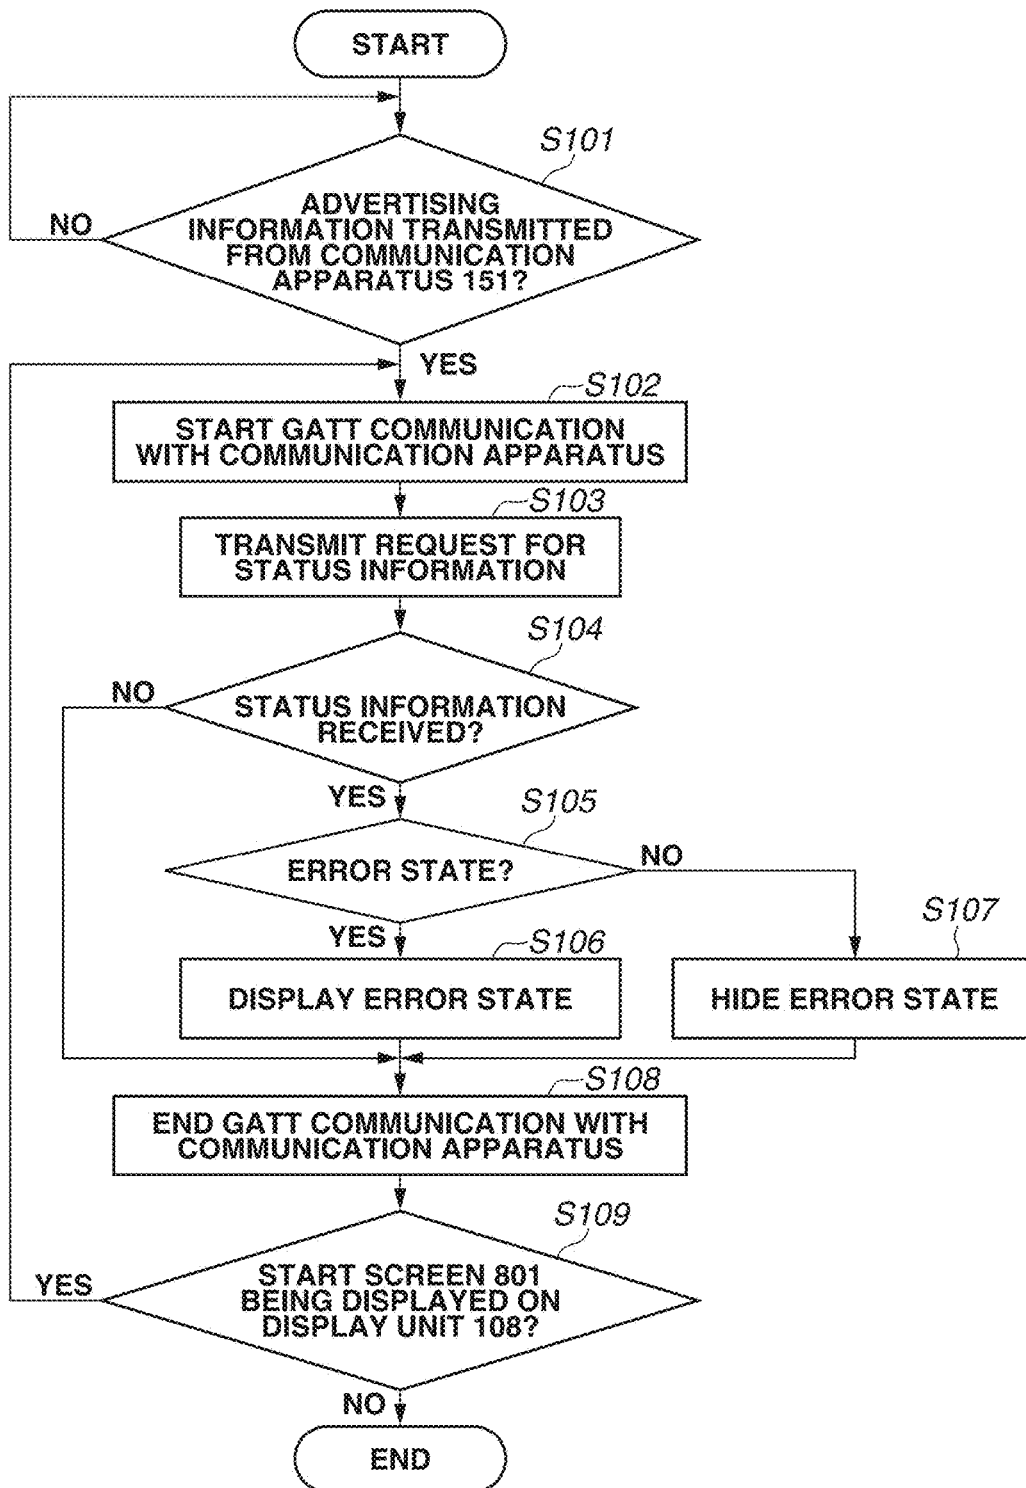 START
S101
ADVERTISING
INFORMATION TRANSMITTED
FROM COMMUNICATION
APPARATUS 151?
NO
YES
S102
START GATT COMMUNICATION
WITH COMMUNICATION APPARATUS
S103
TRANSMIT REQUEST FOR
STATUS INFORMATION
S104
NO
STATUS INFORMATION
RECEIVED?
YES
S105
ERROR STATE?
NO
YES
S106
DISPLAY ERROR STATE
S107
HIDE ERROR STATE
S108
END GATT COMMUNICATION WITH
COMMUNICATION APPARATUS
S109
YES
START SCREEN 801
BEING DISPLAYED ON
DISPLAY UNIT 108?
NO
END